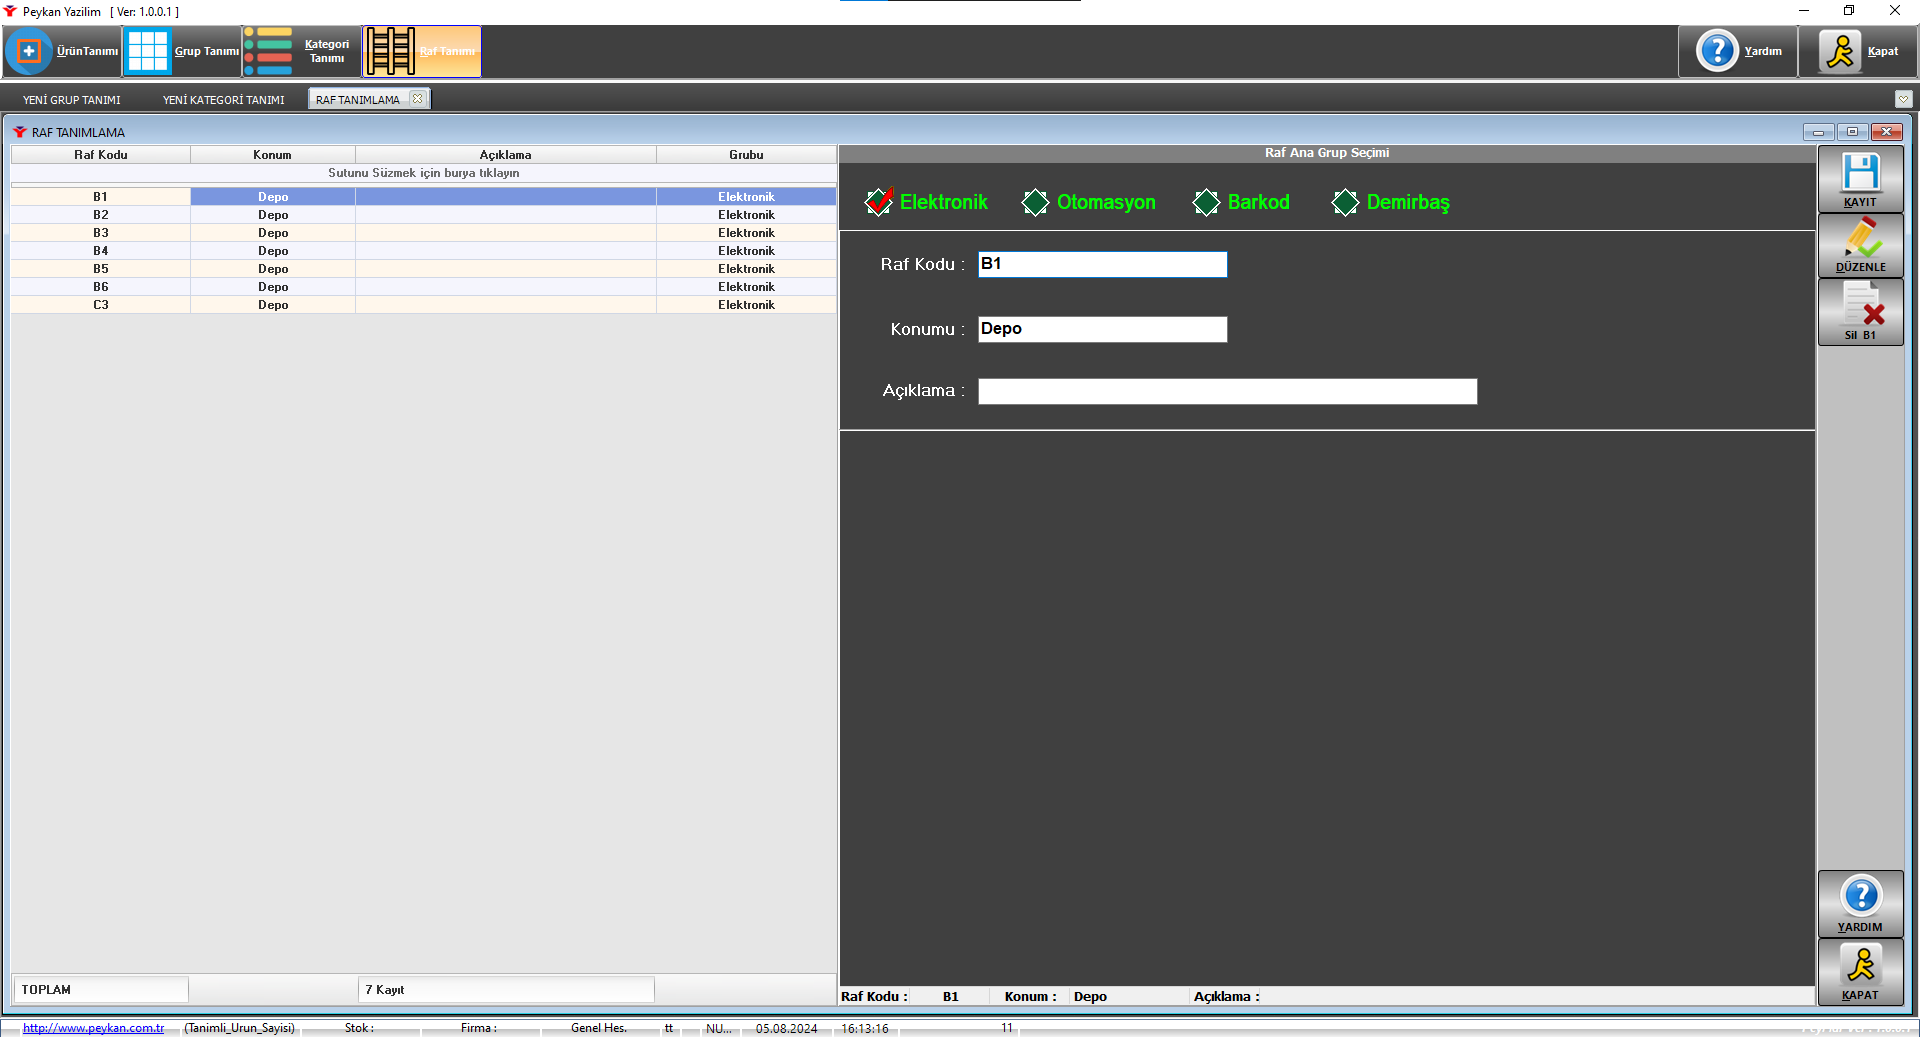 Peykan Yazilim [ Ver: 1.0.0.1 ]
ÜrünTanımı
Grup Tanımı
Kategori Tanımı
Raf Tanımı
Yardım
Kapat
YENİ GRUP TANIMI
YENİ KATEGORİ TANIMI
RAF TANIMLAMA
RAF TANIMLAMA
Raf Kodu Konum Açıklama Grubu
Sutunu Süzmek için burya tıklayın
B1 Depo Elektronik
B2 Depo Elektronik
B3 Depo Elektronik
B4 Depo Elektronik
B5 Depo Elektronik
B6 Depo Elektronik
C3 Depo Elektronik
TOPLAM 7 Kayıt
Raf Ana Grup Seçimi
Elektronik Otomasyon Barkod Demirbaş
Raf Kodu : B1
Konumu : Depo
Açıklama :
Raf Kodu : B1 Konum : Depo Açıklama :
KAYIT
DÜZENLE
Sil B1
YARDIM
KAPAT
http://www.peykan.com.tr (Tanimli_Urun_Sayisi) Stok : Firma : Genel Hes. tt NU... 05.08.2024 16:13:16 11